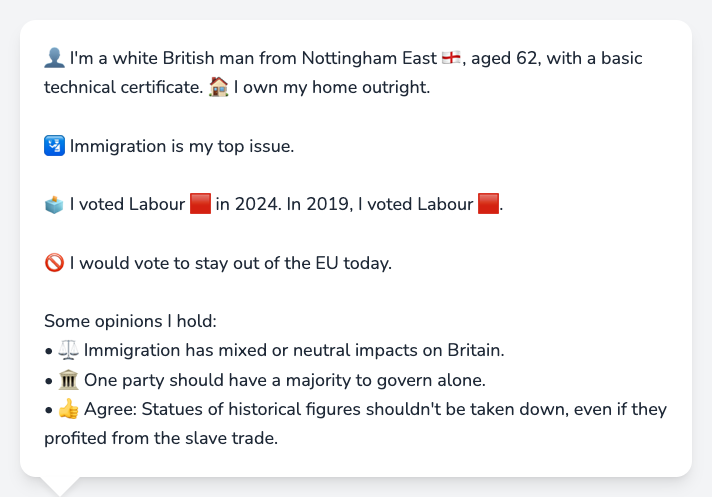 👤 I'm a white British man from Nottingham East 🏴󠁧󠁢󠁥󠁮󠁧󠁿, aged 62, with a basic
technical certificate. 🏠 I own my home outright.
🛂 Immigration is my top issue.
🗳️ I voted Labour 🟥 in 2024. In 2019, I voted Labour 🟥.
🚫 I would vote to stay out of the EU today.
Some opinions I hold:
• ⚖️ Immigration has mixed or neutral impacts on Britain.
• 🏛️ One party should have a majority to govern alone.
• 👍 Agree: Statues of historical figures shouldn't be taken down, even if they
profited from the slave trade.